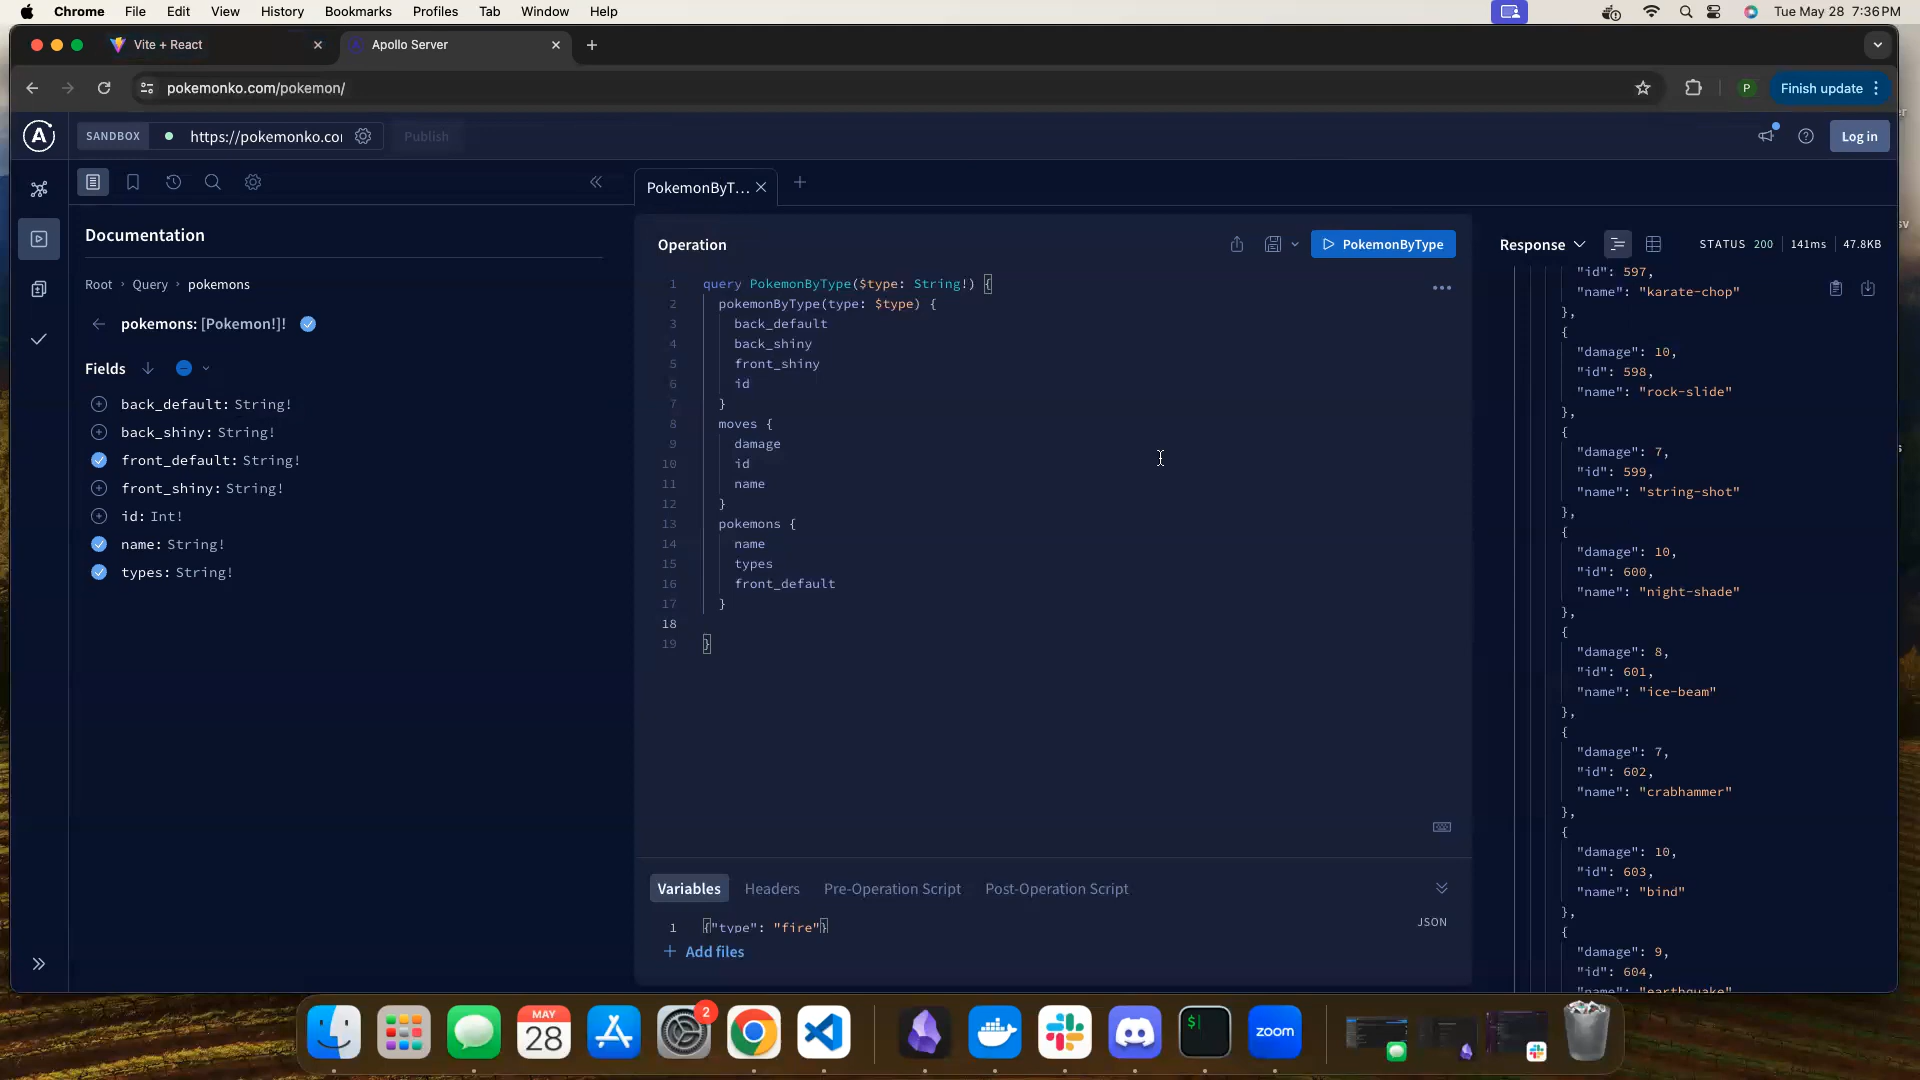 Chrome File Edit View History Bookmarks Profiles Tab Window Help Tue May 28 7:36 PM
Vite + React
Apollo Server
pokemonko.com/pokemon/
P
Finish update
SANDBOX
https://pokemonko.co
Publish
Log in
PokemonByT...
Documentation
Root
Query
pokemons
pokemons: [Pokemon!]!
Fields
back_default: String!
back_shiny: String!
front_default: String!
front_shiny: String!
id: Int!
name: String!
types: String!
Operation
PokemonByType
1 query PokemonByType($type: String!) {
2 pokemonByType(type: $type) {
3 back_default
4 back_shiny
5 front_shiny
6 id
7 }
8 moves {
9 damage
10 id
11 name
12 }
13 pokemons {
14 name
15 types
16 front_default
17 }
18
19 }
Variables Headers Pre-Operation Script Post-Operation Script
1 {"type": "fire"}
JSON
+ Add files
Response
STATUS 200 141ms 47.8KB
"id": 597,
"name": "karate-chop"
},
{
"damage": 10,
"id": 598,
"name": "rock-slide"
},
{
"damage": 7,
"id": 599,
"name": "string-shot"
},
{
"damage": 10,
"id": 600,
"name": "night-shade"
},
{
"damage": 8,
"id": 601,
"name": "ice-beam"
},
{
"damage": 7,
"id": 602,
"name": "crabhammer"
},
{
"damage": 10,
"id": 603,
"name": "bind"
},
{
"damage": 9,
"id": 604,
"name": "earthquake"
MAY
28
2
$
zoom